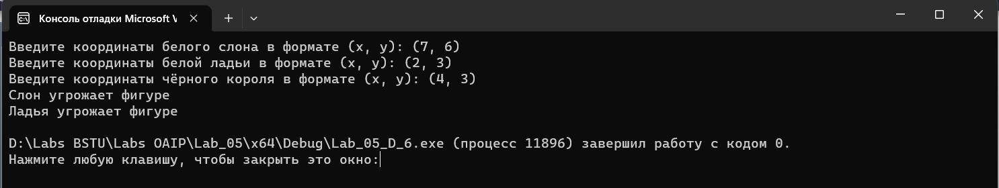 Консоль отладки Microsoft V
Введите координаты белого слона в формате (x, y): (7, 6)
Введите координаты белой ладьи в формате (x, y): (2, 3)
Введите координаты чёрного короля в формате (x, y): (4, 3)
Слон угрожает фигуре
Ладья угрожает фигуре
D:\Labs BSTU\Labs OAIP\Lab_05\x64\Debug\Lab_05_D_6.exe (процесс 11896) завершил работу с кодом 0.
Нажмите любую клавишу, чтобы закрыть это окно: